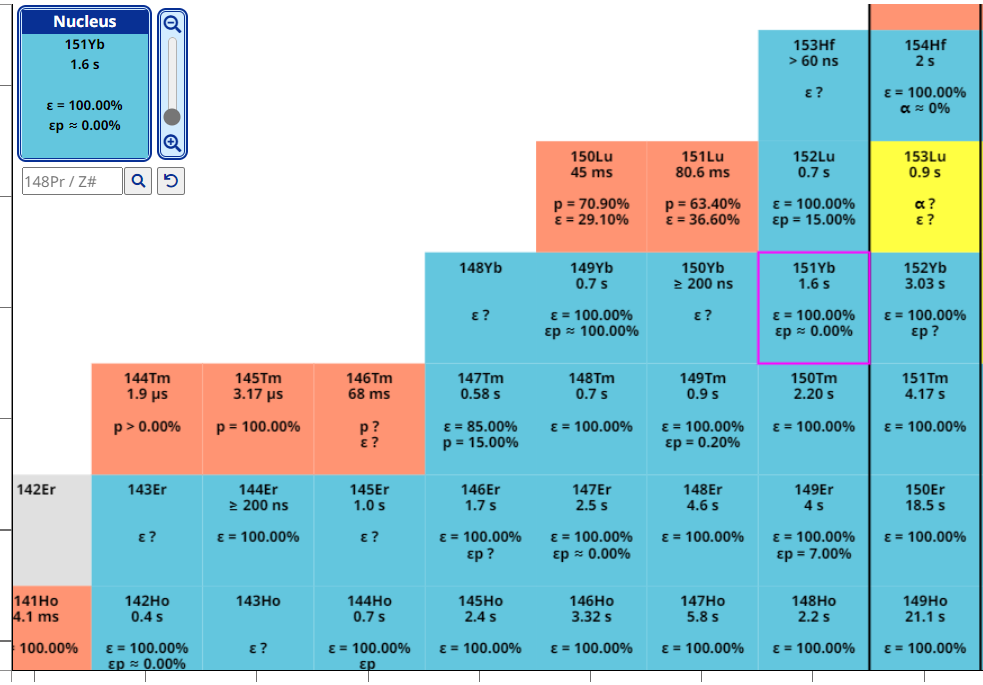 Nucleus
151Yb
1.6 s
ε = 100.00%
εp ≈ 0.00%
148Pr / Z#
153Hf
> 60 ns
ε ?
154Hf
2 s
ε = 100.00%
α ≈ 0%
150Lu
45 ms
p = 70.90%
ε = 29.10%
151Lu
80.6 ms
p = 63.40%
ε = 36.60%
152Lu
0.7 s
ε = 100.00%
εp = 15.00%
153Lu
0.9 s
α ?
ε ?
148Yb
ε ?
149Yb
0.7 s
ε = 100.00%
εp ≈ 100.00%
150Yb
≥ 200 ns
ε ?
151Yb
1.6 s
ε = 100.00%
εp ≈ 0.00%
152Yb
3.03 s
ε = 100.00%
εp ?
144Tm
1.9 µs
p > 0.00%
145Tm
3.17 µs
p = 100.00%
146Tm
68 ms
p ?
ε ?
147Tm
0.58 s
ε = 85.00%
p = 15.00%
148Tm
0.7 s
ε = 100.00%
149Tm
0.9 s
ε = 100.00%
εp = 0.20%
150Tm
2.20 s
ε = 100.00%
151Tm
4.17 s
ε = 100.00%
142Er
143Er
ε ?
144Er
≥ 200 ns
ε = 100.00%
145Er
1.0 s
ε ?
146Er
1.7 s
ε = 100.00%
εp ?
147Er
2.5 s
ε = 100.00%
εp ≈ 0.00%
148Er
4.6 s
ε = 100.00%
149Er
4 s
ε = 100.00%
εp = 7.00%
150Er
18.5 s
ε = 100.00%
141Ho
4.1 ms
100.00%
142Ho
0.4 s
ε = 100.00%
εp ≈ 0.00%
143Ho
ε ?
144Ho
0.7 s
ε = 100.00%
εp
145Ho
2.4 s
ε = 100.00%
146Ho
3.32 s
ε = 100.00%
147Ho
5.8 s
ε = 100.00%
148Ho
2.2 s
ε = 100.00%
149Ho
21.1 s
ε = 100.00%